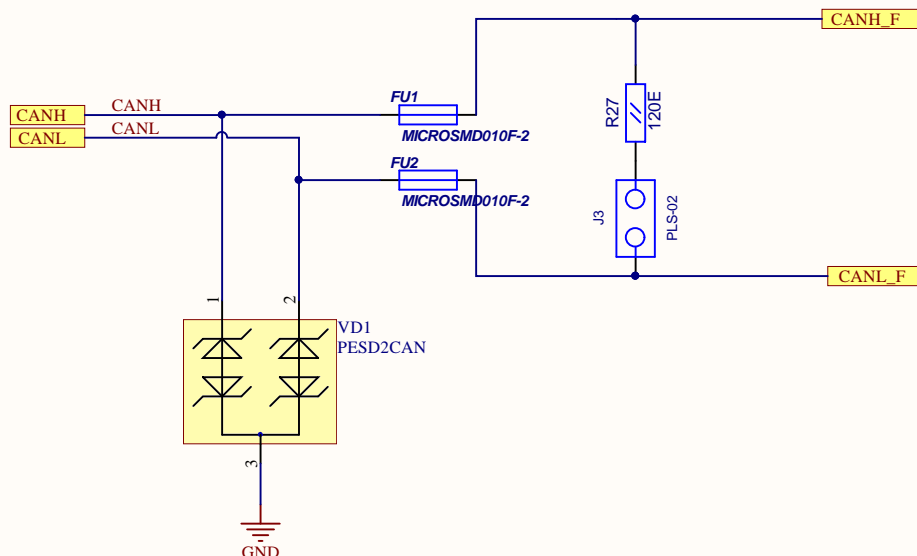 CANH_F
FU1
CANH
CANH
MICROSMD010F-2
CANL
CANL
R27
120E
FU2
MICROSMD010F-2
J3
PLS-02
CANL_F
1
2
VD1
PESD2CAN
3
GND